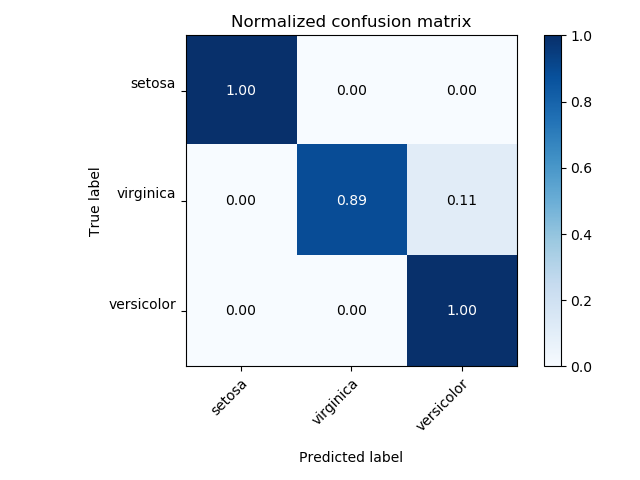 Normalized confusion matrix
setosa 1.00 0.00 0.00
virginica 0.00 0.89 0.11
versicolor 0.00 0.00 1.00
True label
setosa virginica versicolor
Predicted label
1.0
0.8
0.6
0.4
0.2
0.0